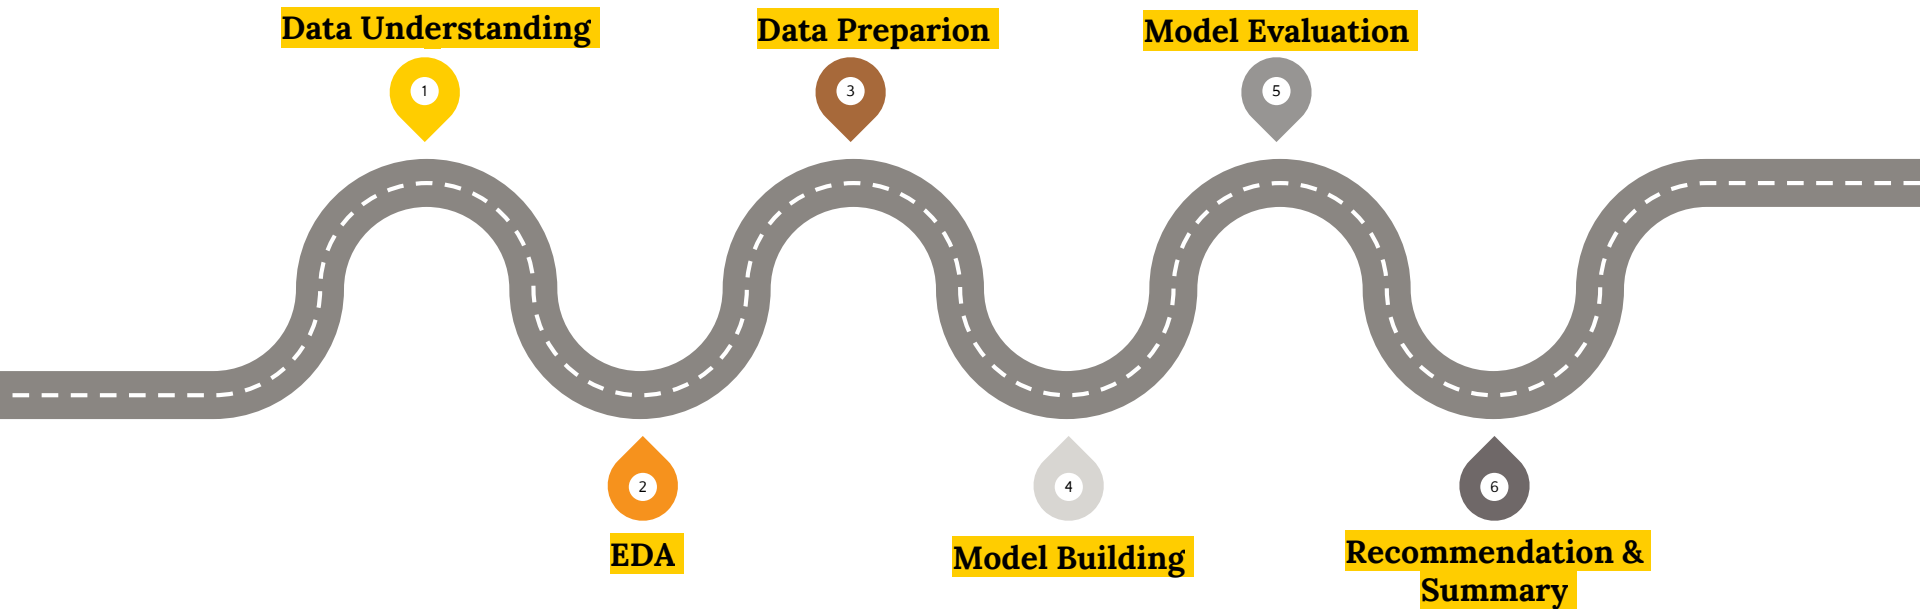 Data Understanding
1
2
EDA
Data Preparion
3
4
Model Building
Model Evaluation
5
6
Recommendation &
Summary